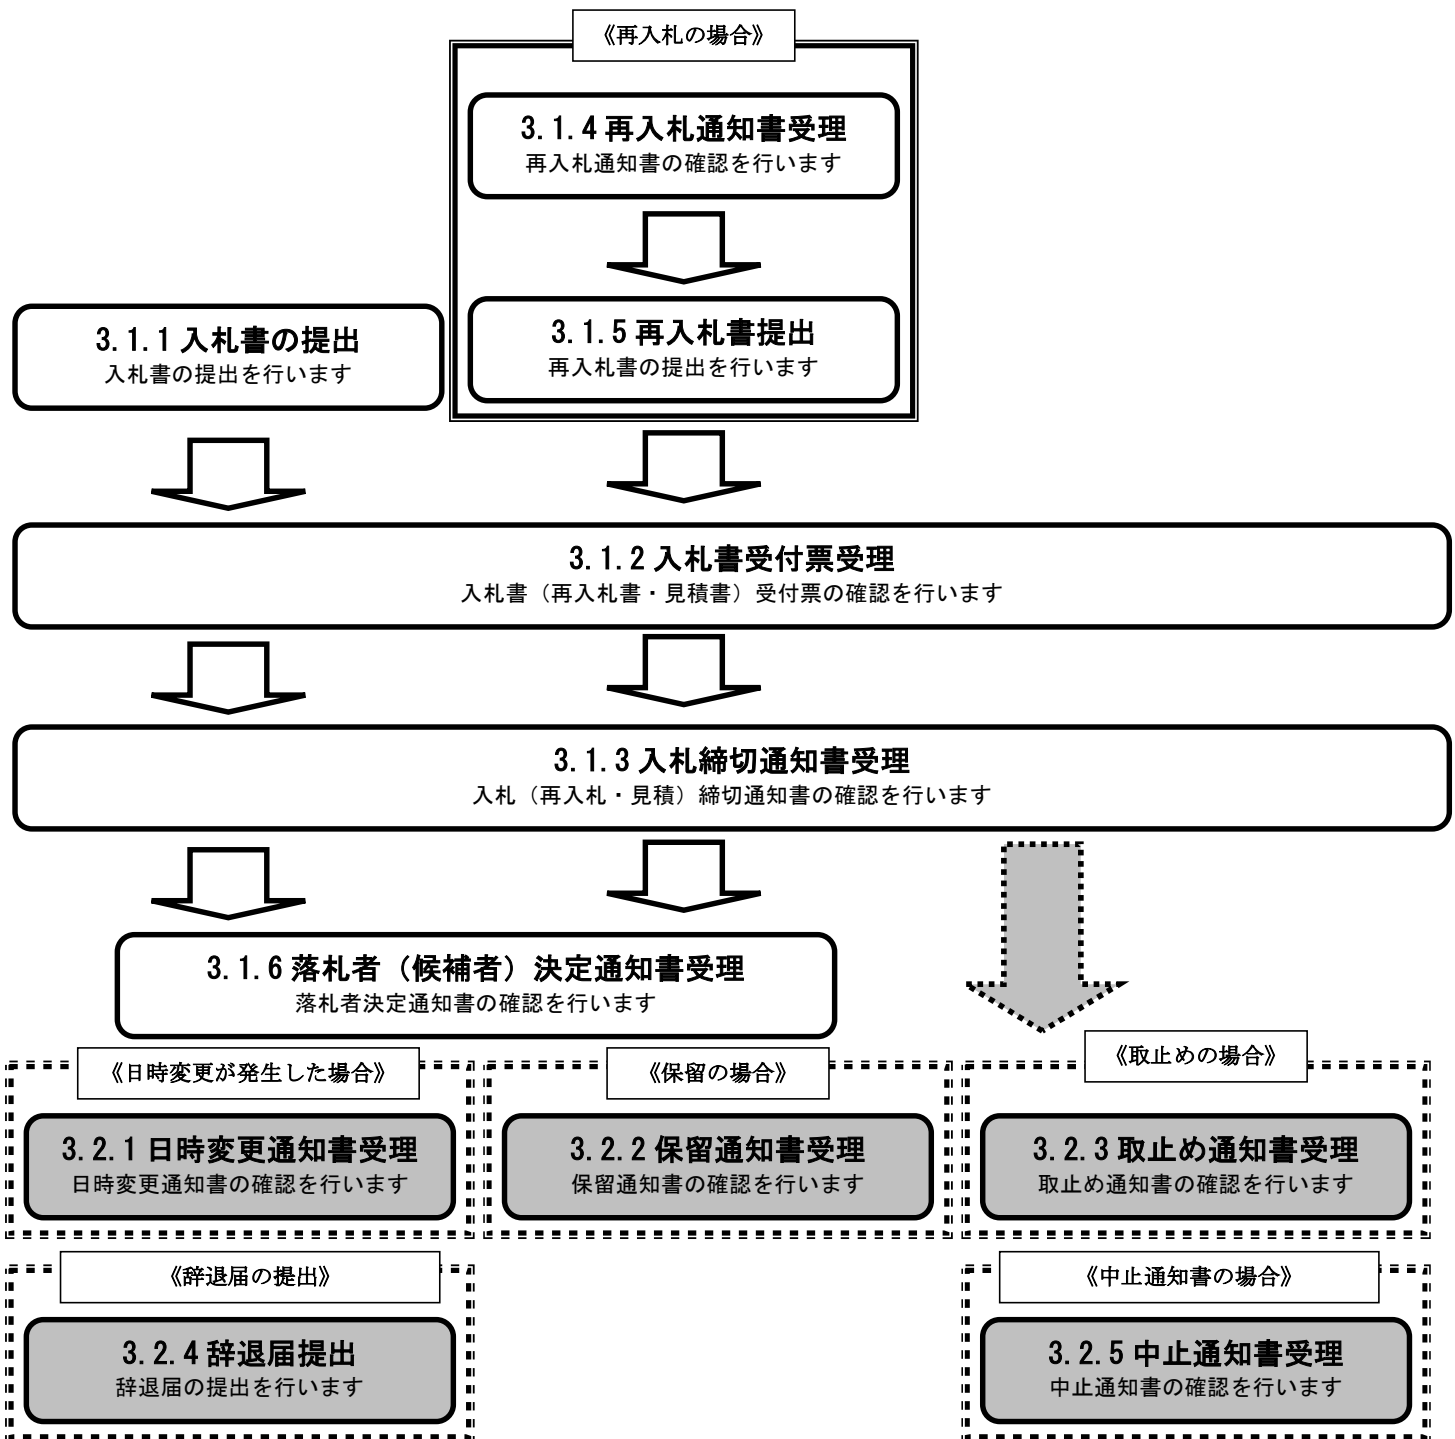 《再入札の場合》
3.1.4 再入札通知書受理
再入札通知書の確認を行います
3.1.1 入札書の提出
入札書の提出を行います
3.1.5 再入札書提出
再入札書の提出を行います
3.1.2 入札書受付票受理
入札書（再入札書・見積書）受付票の確認を行います
3.1.3 入札締切通知書受理
入札（再入札・見積）締切通知書の確認を行います
3.1.6 落札者（候補者）決定通知書受理
落札者決定通知書の確認を行います
《日時変更が発生した場合》
3.2.1 日時変更通知書受理
日時変更通知書の確認を行います
《保留の場合》
3.2.2 保留通知書受理
保留通知書の確認を行います
《取止めの場合》
3.2.3 取止め通知書受理
取止め通知書の確認を行います
《辞退届の提出》
3.2.4 辞退届提出
辞退届の提出を行います
《中止通知書の場合》
3.2.5 中止通知書受理
中止通知書の確認を行います